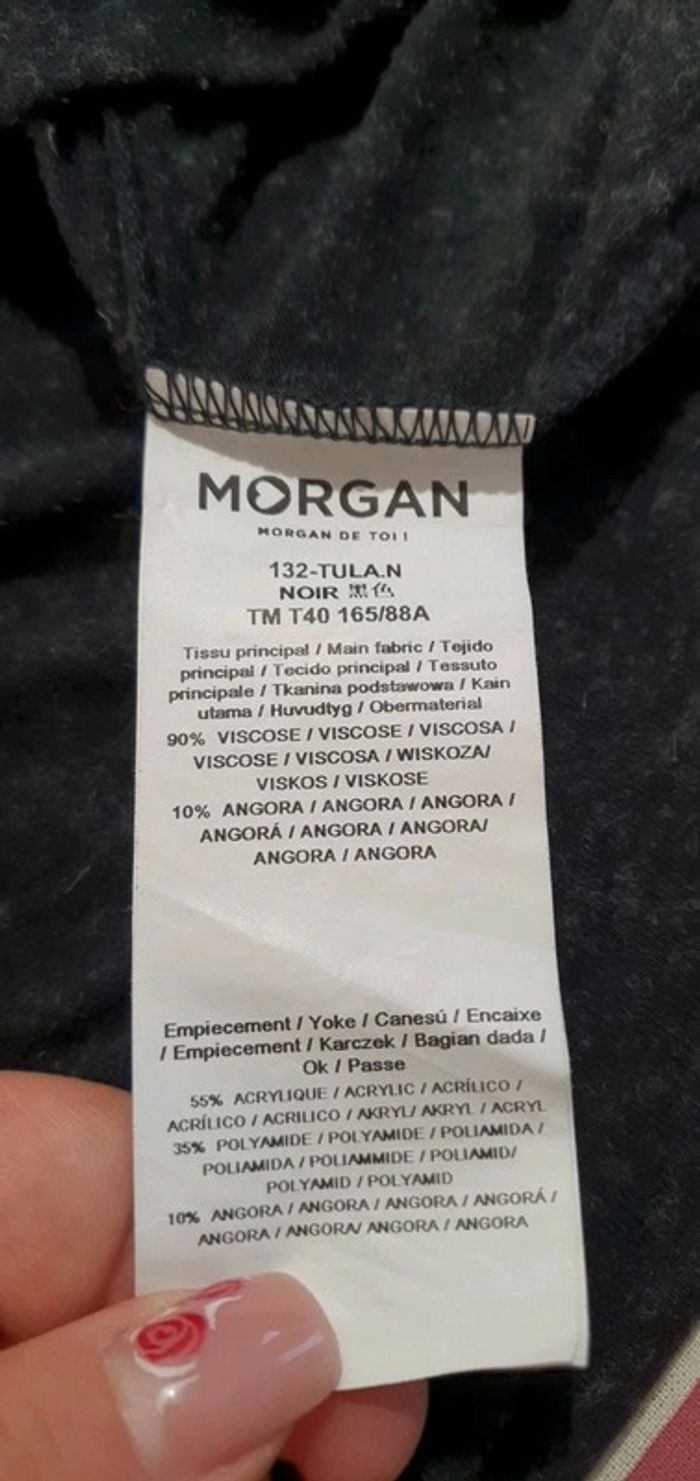 MORGAN
MORGAN DE TOI !
132-TULA.N
NOIR 黑色
TM T40 165/88A
Tissu principal / Main fabric / Tejido
principal / Tecido principal / Tessuto
principale / Tkanina podstawowa / Kain
utama / Huvudtyg / Obermaterial
90% VISCOSE / VISCOSE / VISCOSA /
VISCOSE / VISCOSA / WISKOZA/
VISKOS / VISKOSE
10% ANGORA / ANGORA / ANGORA /
ANGORÁ / ANGORA / ANGORA/
ANGORA / ANGORA
Empiecement / Yoke / Canesú / Encaixe
/ Empiecement / Karczek / Bagian dada /
Ok / Passe
55% ACRYLIQUE / ACRYLIC / ACRÍLICO /
ACRÍLICO / ACRILICO / AKRYL/ AKRYL / ACRYL
35% POLYAMIDE / POLYAMIDE / POLIAMIDA /
POLIAMIDA / POLIAMMIDE / POLIAMID/
POLYAMID / POLYAMID
10% ANGORA / ANGORA / ANGORA / ANGORÁ /
ANGORA / ANGORA/ ANGORA / ANGORA